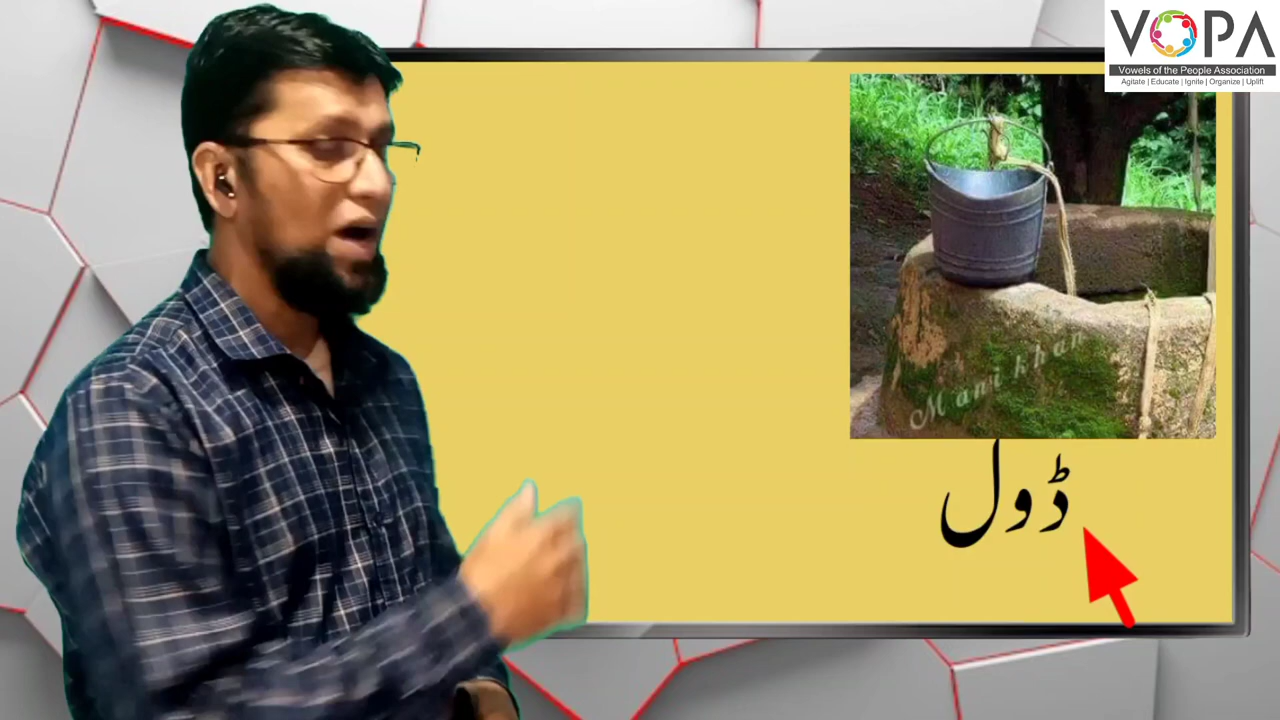 VOPA
Vowels of the People Association
Agitate | Educate | Ignite | Organize | Uplift
Mani khan
ڈول